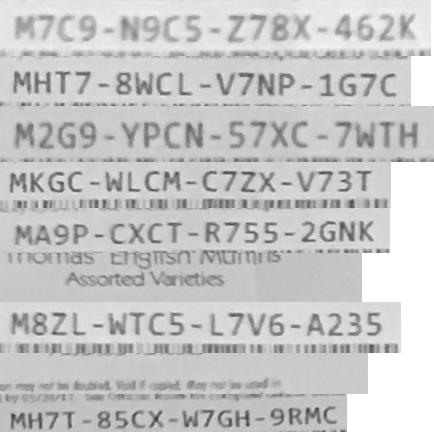 M7C9-N9C5-Z78X-462K
MHT7-8WCL-V7NP-1G7C
M2G9-YPCN-57XC-7WTH
MKGC-WLCM-C7ZX-V73T
MA9P-CXCT-R755-2GNK
Thomas' English Muffins
Assorted Varieties
M8ZL-WTC5-L7V6-A235
on may not be doubled. Void if copied. May not be used in
MH7T-85CX-W7GH-9RMC